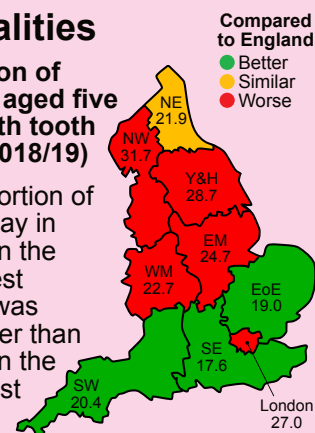 alities
Compared
to England
Better
Similar
Worse
on of
aged five
th tooth
018/19)
ortion of
ay in
n the
est
was
er than
n the
st
NE
21.9
NW
31.7
Y&H
28.7
EM
24.7
WM
22.7
EoE
19.0
SE
17.6
SW
20.4
London
27.0